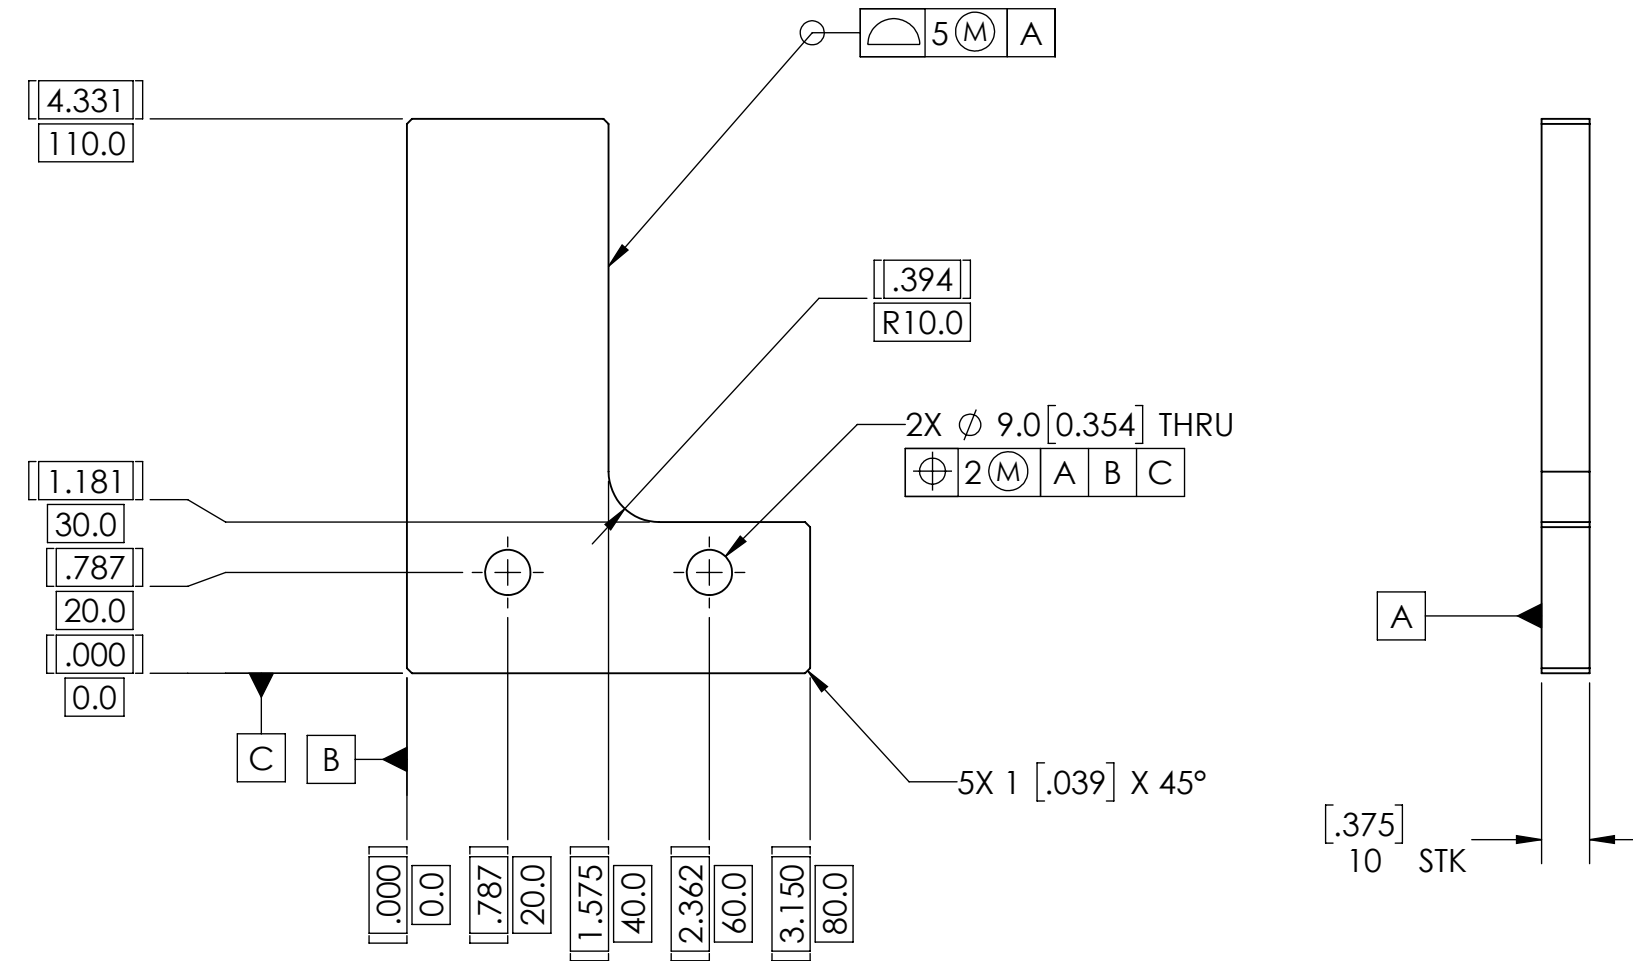 5 Ⓜ A
[4.331]
110.0
[.394]
R10.0
2X ⌀ 9.0[0.354] THRU
⌖ 2 Ⓜ A B C
[1.181]
30.0
[.787]
20.0
[.000]
0.0
A
C
B
5X 1 [.039] X 45°
[.375]
10 STK
[.000]
0.0
[.787]
20.0
[1.575]
40.0
[2.362]
60.0
[3.150]
80.0